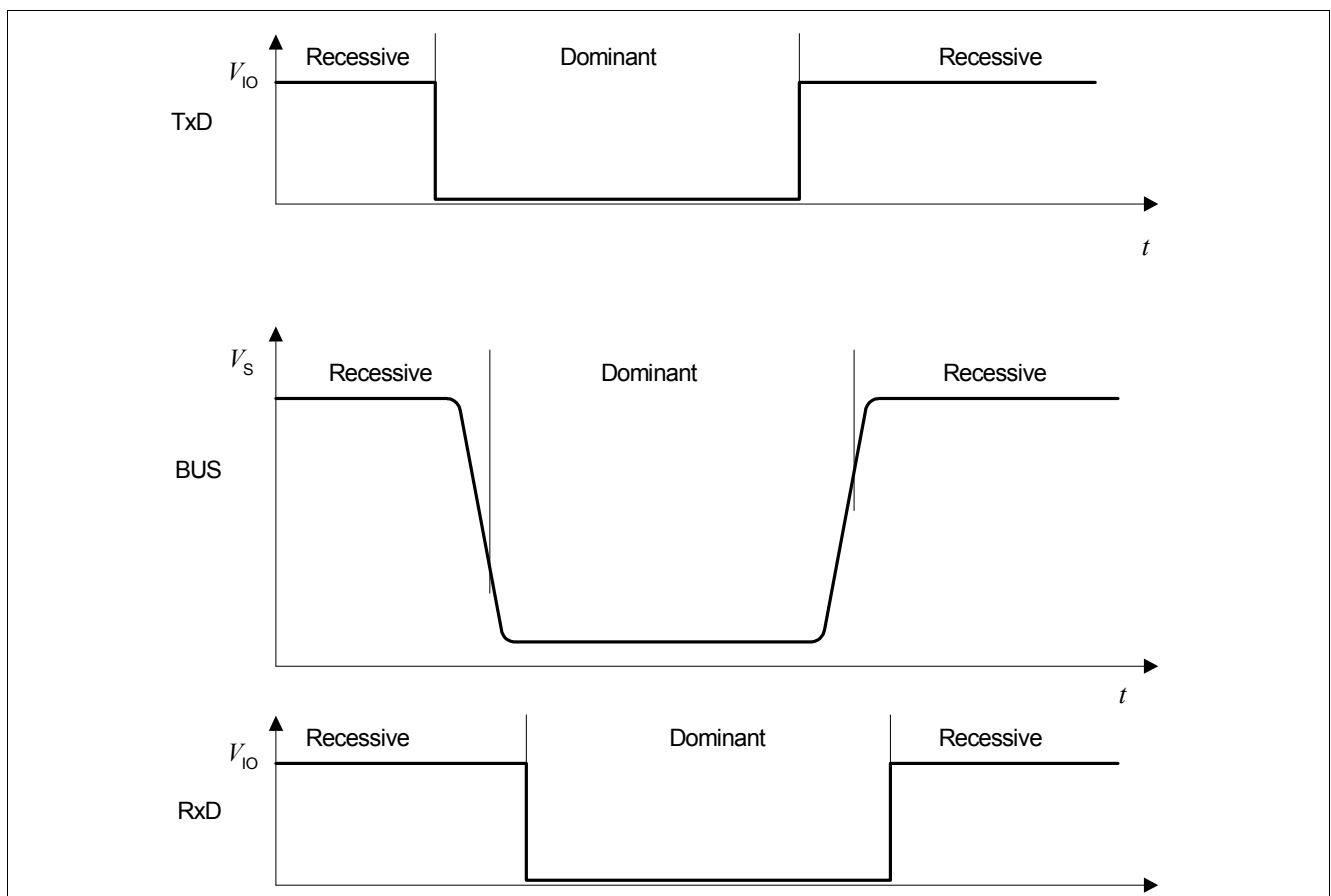 Recessive Dominant Recessive
V_IO
TxD
t
V_S
Recessive Dominant Recessive
BUS
t
Recessive Dominant Recessive
V_IO
RxD